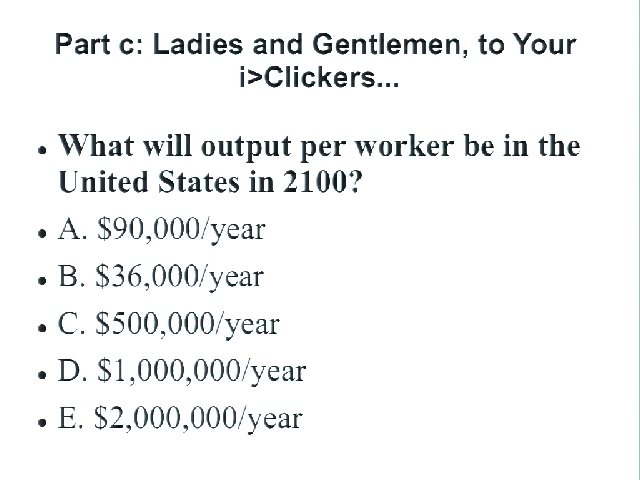 Part c: Ladies and Gentlemen, to Your
i>Clickers...
What will output per worker be in the
United States in 2100?
A. $90,000/year
B. $36,000/year
C. $500,000/year
D. $1,000,000/year
E. $2,000,000/year